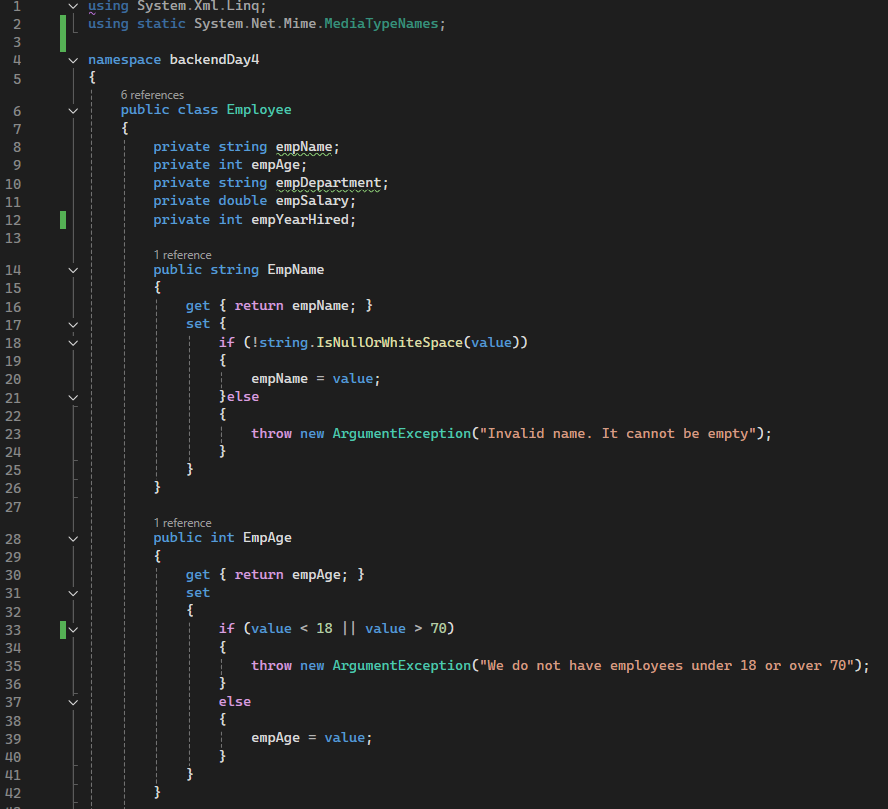 1 using System.Xml.Linq;
2 using static System.Net.Mime.MediaTypeNames;
3
4 namespace backendDay4
5 {
6 references
6 public class Employee
7 {
8 private string empName;
9 private int empAge;
10 private string empDepartment;
11 private double empSalary;
12 private int empYearHired;
13
1 reference
14 public string EmpName
15 {
16 get { return empName; }
17 set {
18 if (!string.IsNullOrWhiteSpace(value))
19 {
20 empName = value;
21 }else
22 {
23 throw new ArgumentException("Invalid name. It cannot be empty");
24 }
25 }
26 }
27
1 reference
28 public int EmpAge
29 {
30 get { return empAge; }
31 set
32 {
33 if (value < 18 || value > 70)
34 {
35 throw new ArgumentException("We do not have employees under 18 or over 70");
36 }
37 else
38 {
39 empAge = value;
40 }
41 }
42 }